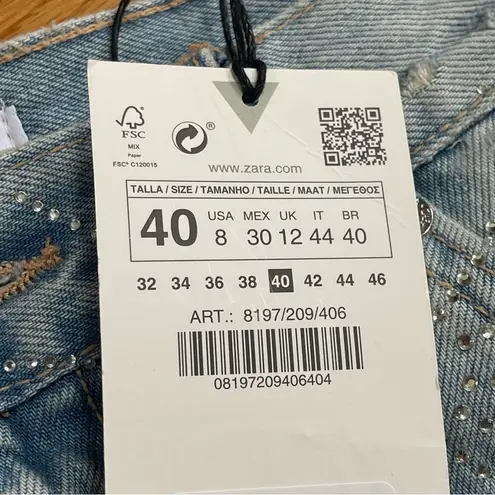 FSC
MIX
Paper
FSC® C120015
®
www.zara.com
TALLA / SIZE / TAMANHO / TAILLE / MAAT / ΜΕΓΕΘΟΣ
40 USA MEX UK IT BR
8 30 12 44 40
32 34 36 38 40 42 44 46
ART.: 8197/209/406
08197209406404